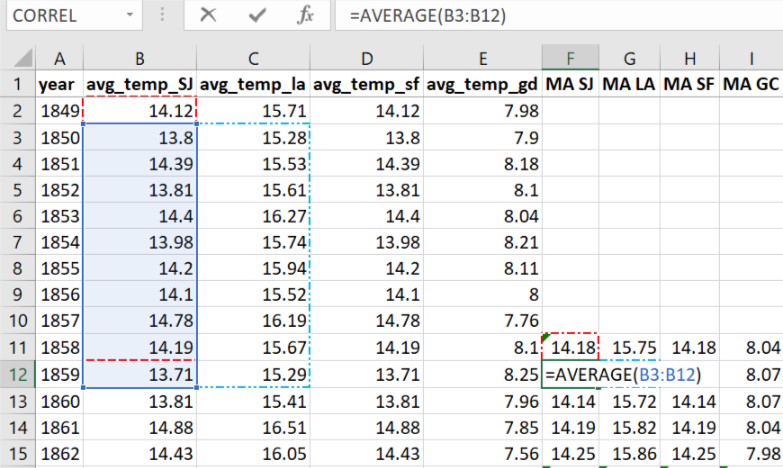 CORREL fx =AVERAGE(B3:B12)
A B C D E F G H I
1 year avg_temp_SJ avg_temp_la avg_temp_sf avg_temp_gd MA SJ MA LA MA SF MA GC
2 1849 14.12 15.71 14.12 7.98
3 1850 13.8 15.28 13.8 7.9
4 1851 14.39 15.53 14.39 8.18
5 1852 13.81 15.61 13.81 8.1
6 1853 14.4 16.27 14.4 8.04
7 1854 13.98 15.74 13.98 8.21
8 1855 14.2 15.94 14.2 8.11
9 1856 14.1 15.52 14.1 8
10 1857 14.78 16.19 14.78 7.76
11 1858 14.19 15.67 14.19 8.1 14.18 15.75 14.18 8.04
12 1859 13.71 15.29 13.71 8.25 =AVERAGE(B3:B12) 8.07
13 1860 13.81 15.41 13.81 7.96 14.14 15.72 14.14 8.07
14 1861 14.88 16.51 14.88 7.85 14.19 15.82 14.19 8.04
15 1862 14.43 16.05 14.43 7.56 14.25 15.86 14.25 7.98